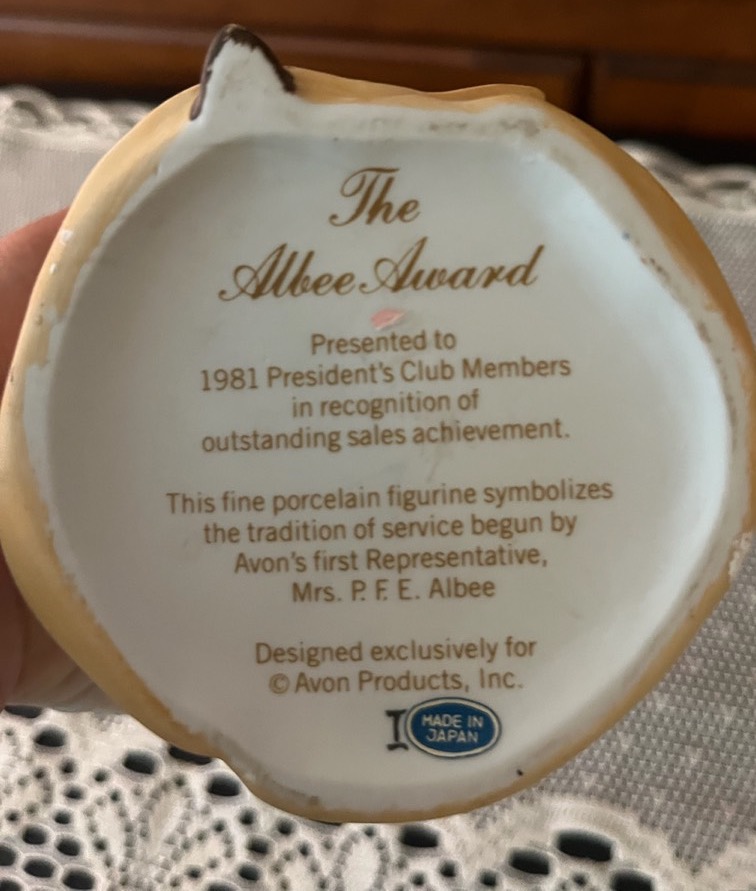 The
Albee Award
Presented to
1981 President's Club Members
in recognition of
outstanding sales achievement.
This fine porcelain figurine symbolizes
the tradition of service begun by
Avon's first Representative,
Mrs. P. F. E. Albee
Designed exclusively for
© Avon Products, Inc.
I
MADE IN
JAPAN